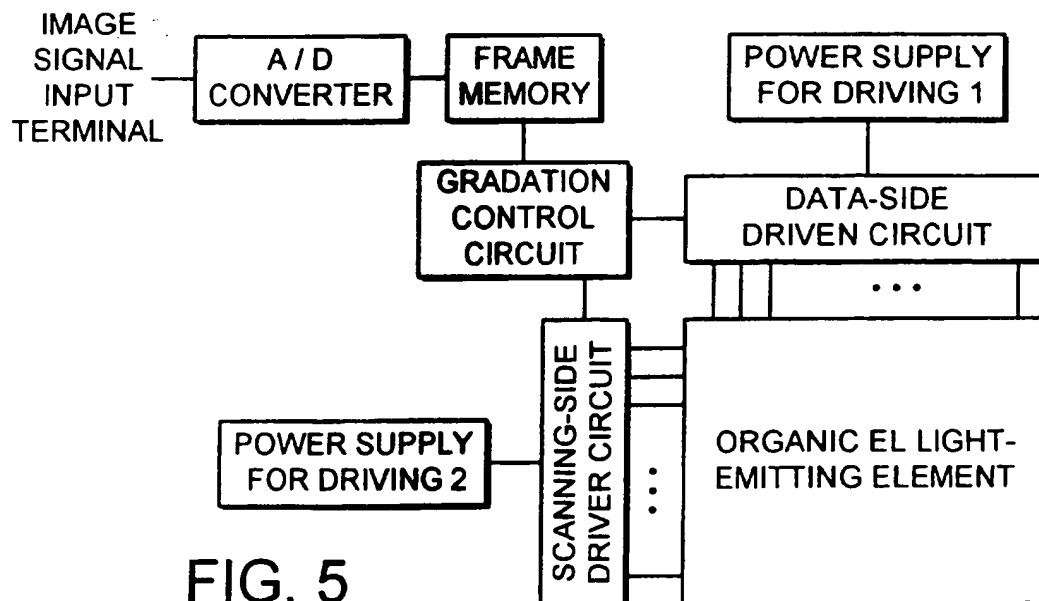 IMAGE
SIGNAL
INPUT
TERMINAL
A / D
CONVERTER
FRAME
MEMORY
POWER SUPPLY
FOR DRIVING 1
GRADATION
CONTROL
CIRCUIT
DATA-SIDE
DRIVEN CIRCUIT
• • •
SCANNING-SIDE
DRIVER CIRCUIT
• • •
POWER SUPPLY
FOR DRIVING 2
ORGANIC EL LIGHT-
EMITTING ELEMENT
FIG. 5